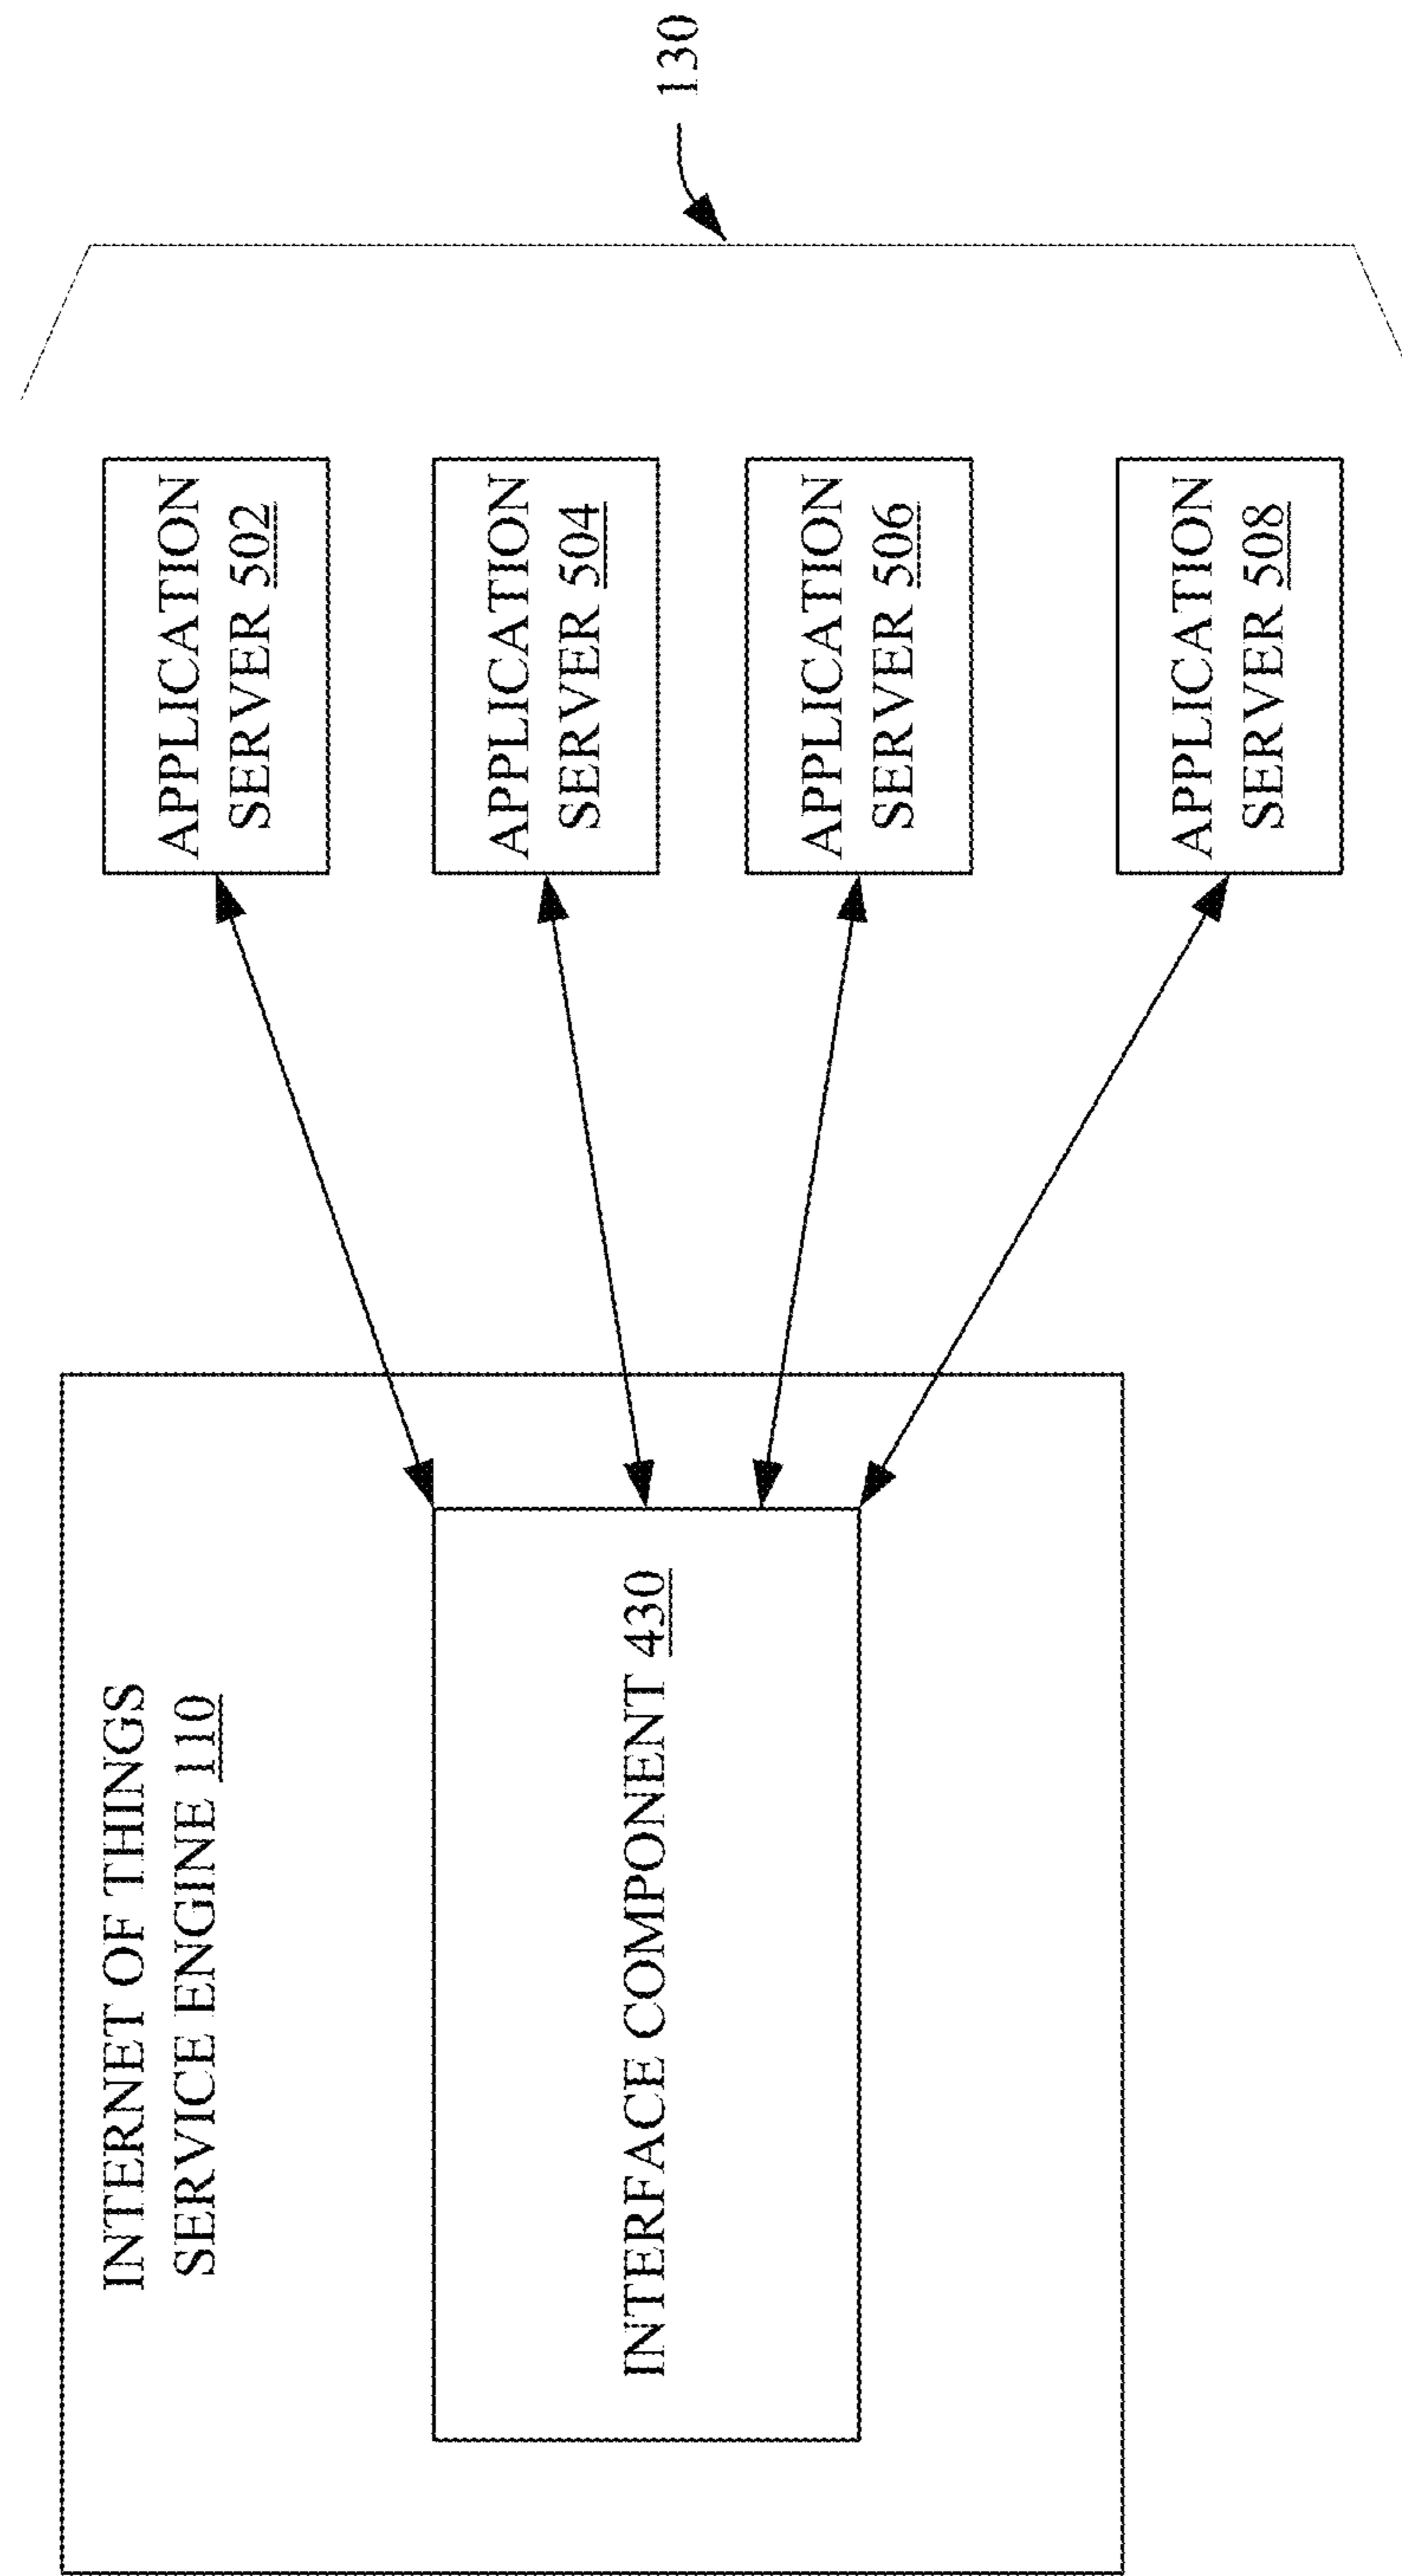 INTERNET OF THINGS
SERVICE ENGINE 110
INTERFACE COMPONENT 430
APPLICATION
SERVER 502
APPLICATION
SERVER 504
APPLICATION
SERVER 506
APPLICATION
SERVER 508
130